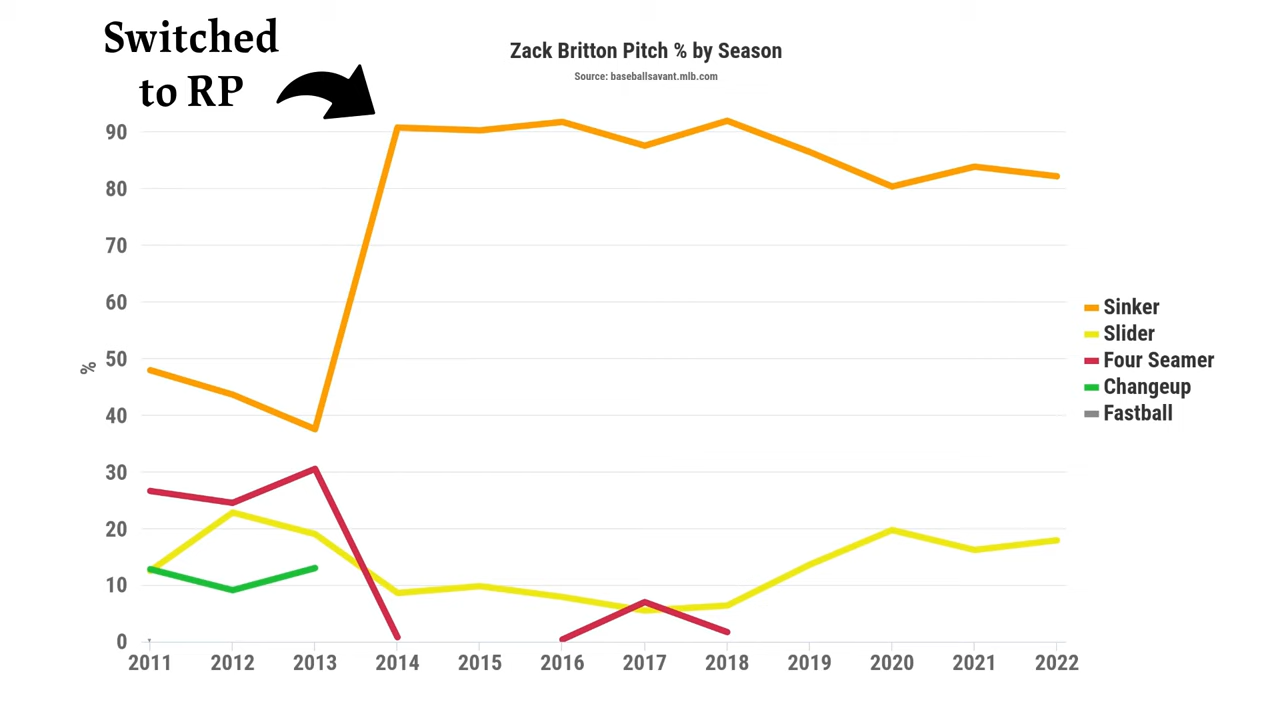 Switched
to RP
Zack Britton Pitch % by Season
Source: baseballsavant.mlb.com
90
80
70
60
50
40
30
20
10
0
%
2011 2012 2013 2014 2015 2016 2017 2018 2019 2020 2021 2022
Sinker
Slider
Four Seamer
Changeup
Fastball